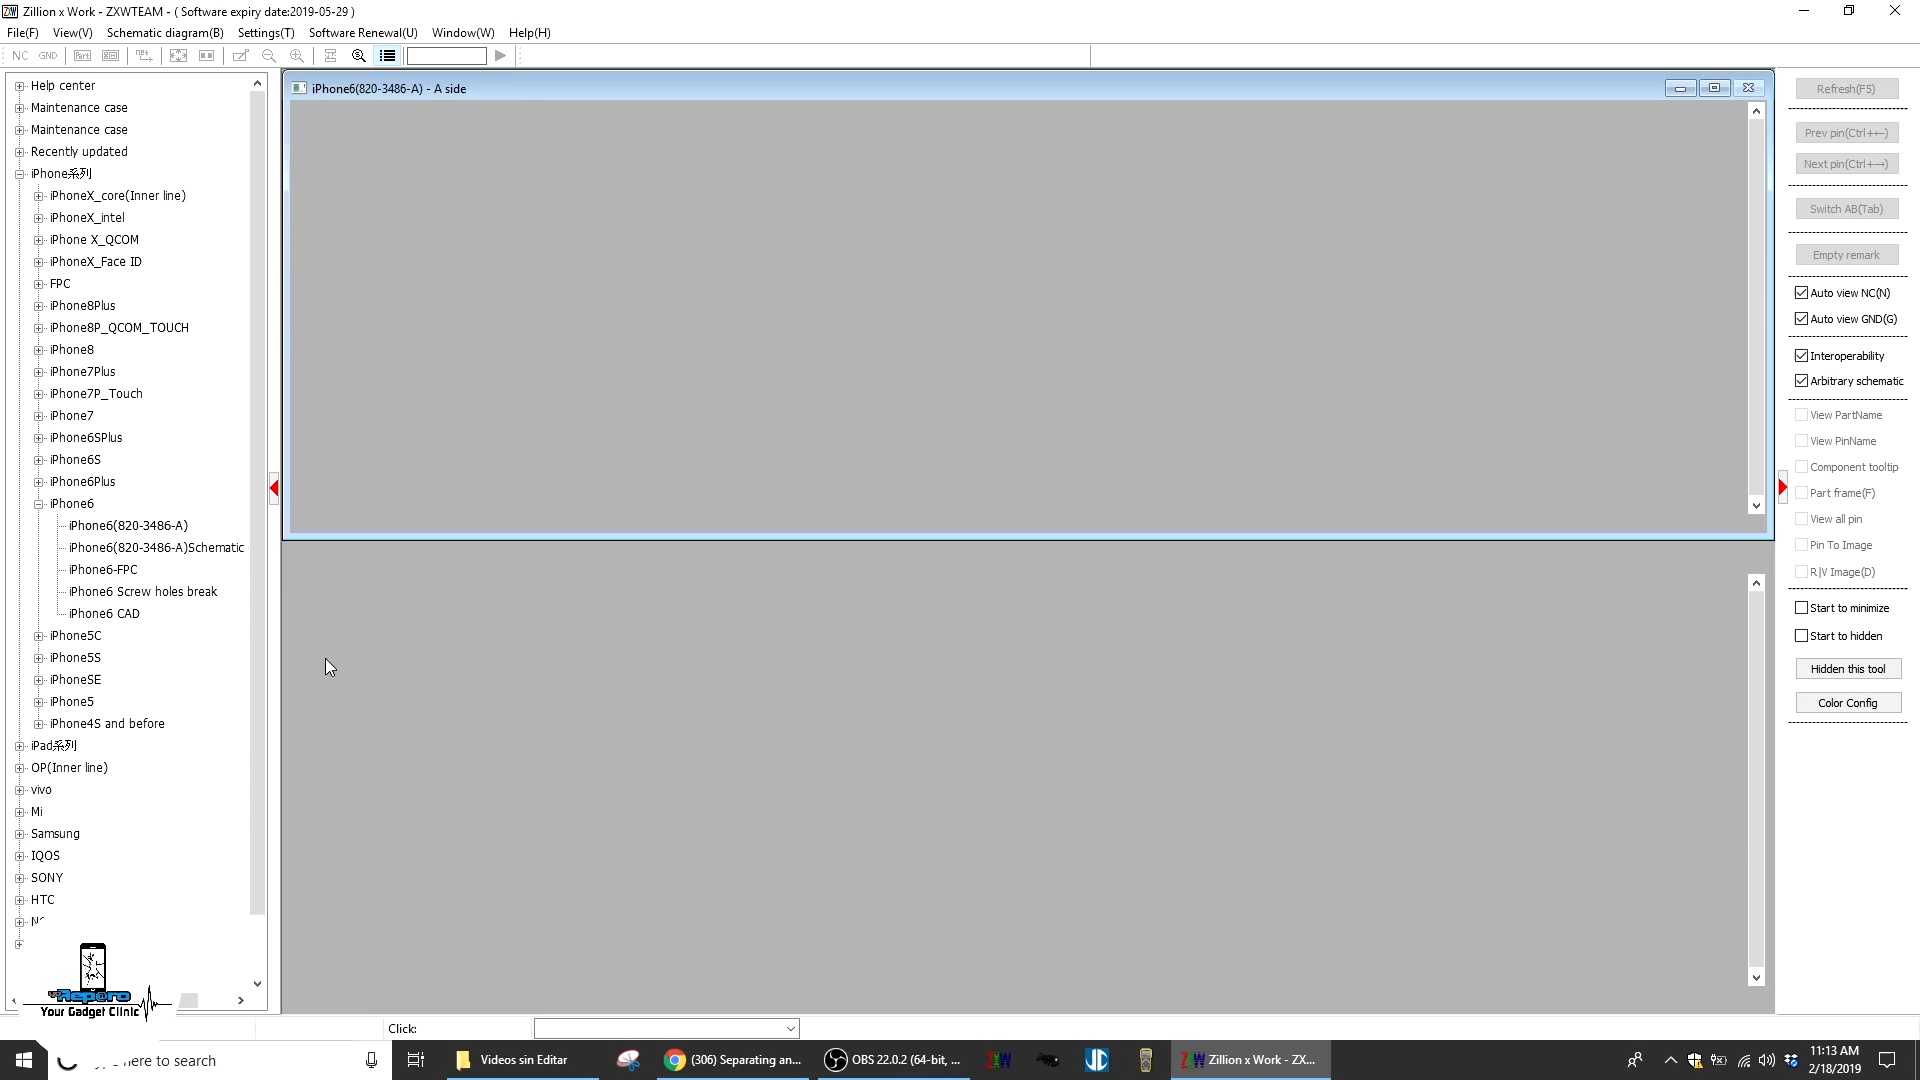 Zillion x Work - ZXWTEAM - ( Software expiry date:2019-05-29 )
File(F) View(V) Schematic diagram(B) Settings(T) Software Renewal(U) Window(W) Help(H)
NC GND Part net
Help center
Maintenance case
Maintenance case
Recently updated
iPhone系列
iPhoneX_core(Inner line)
iPhoneX_intel
iPhone X_QCOM
iPhoneX_Face ID
FPC
iPhone8Plus
iPhone8P_QCOM_TOUCH
iPhone8
iPhone7Plus
iPhone7P_Touch
iPhone7
iPhone6SPlus
iPhone6S
iPhone6Plus
iPhone6
iPhone6(820-3486-A)
iPhone6(820-3486-A)Schematic
iPhone6-FPC
iPhone6 Screw holes break
iPhone6 CAD
iPhone5C
iPhone5S
iPhoneSE
iPhone5
iPhone4S and before
iPad系列
OP(Inner line)
vivo
Mi
Samsung
IQOS
SONY
HTC
Your Gadget Clinic
iPhone6(820-3486-A) - A side
Refresh(F5)
Prev pin(Ctrl+←)
Next pin(Ctrl+→)
Switch AB(Tab)
Empty remark
Auto view NC(N)
Auto view GND(G)
Interoperability
Arbitrary schematic
View PartName
View PinName
Component tooltip
Part frame(F)
View all pin
Pin To Image
R|V Image(D)
Start to minimize
Start to hidden
Hidden this tool
Color Config
Click:
here to search
Videos sin Editar
(306) Separating an...
OBS 22.0.2 (64-bit, ...
ZXW
JC
Zillion x Work - ZX...
11:13 AM
2/18/2019